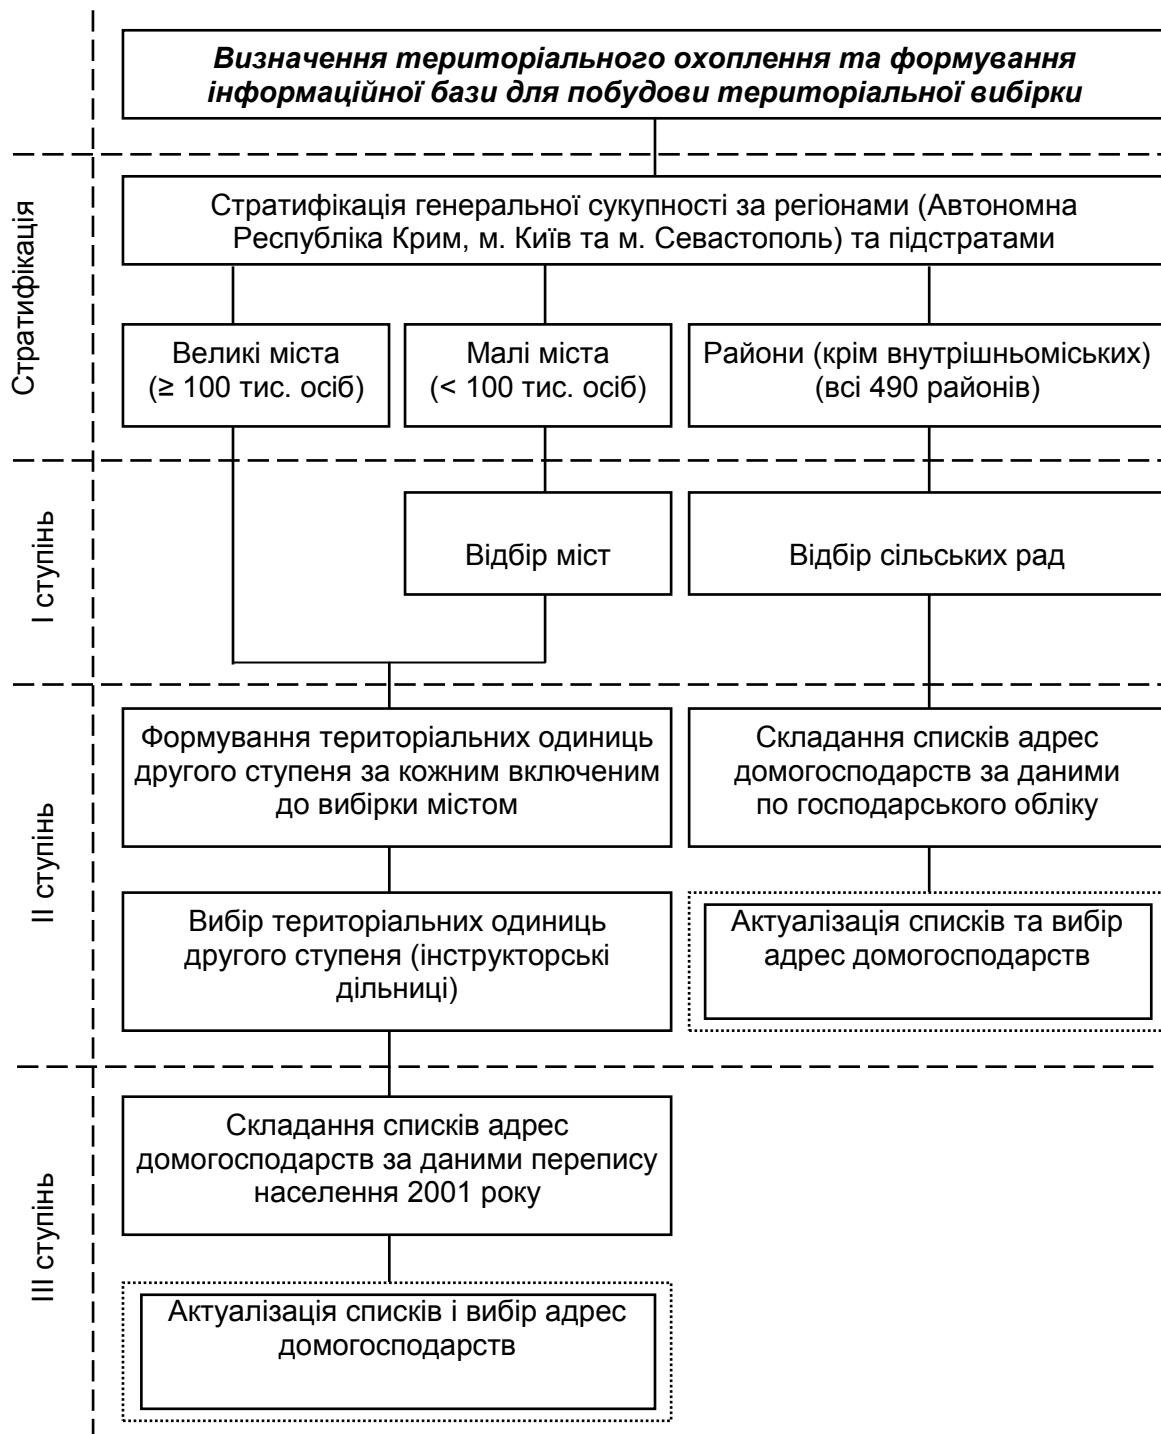 Визначення територіального охоплення та формування
інформаційної бази для побудови територіальної вибірки
Стратифікація
Стратифікація генеральної сукупності за регіонами (Автономна
Республіка Крим, м. Київ та м. Севастополь) та підстратами
Великі міста
(≥ 100 тис. осіб)
Малі міста
(< 100 тис. осіб)
Райони (крім внутрішньоміських)
(всі 490 районів)
I ступінь
Відбір міст
Відбір сільських рад
II ступінь
Формування територіальних одиниць
другого ступеня за кожним включеним
до вибірки містом
Складання списків адрес
домогосподарств за даними
по господарського обліку
Вибір територіальних одиниць
другого ступеня (інструкторські
дільниці)
Актуалізація списків та вибір
адрес домогосподарств
III ступінь
Складання списків адрес
домогосподарств за даними перепису
населення 2001 року
Актуалізація списків і вибір адрес
домогосподарств